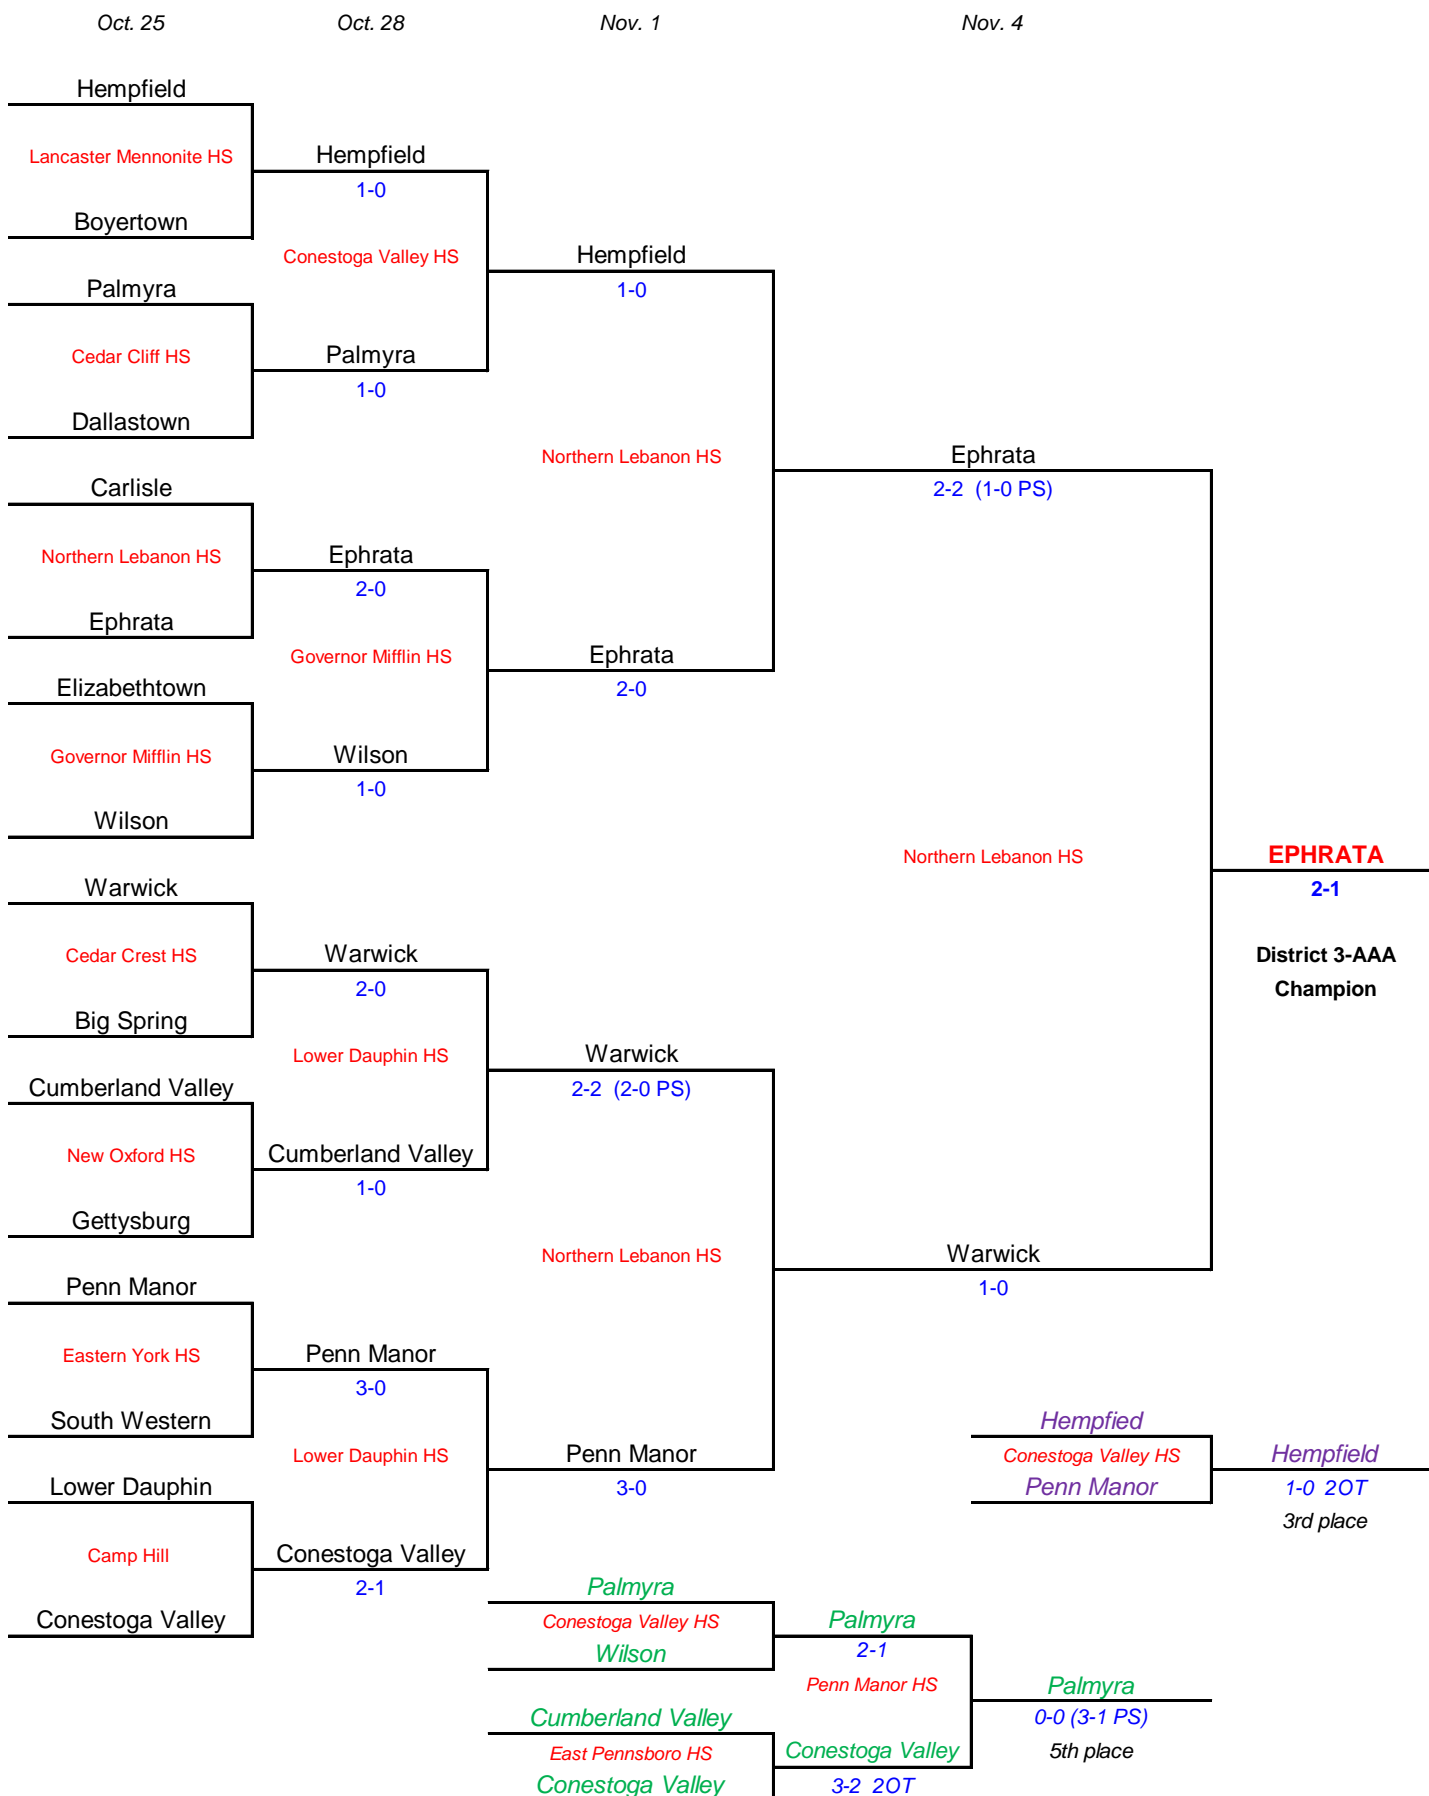 Oct. 25 Oct. 28 Nov. 1 Nov. 4
Hempfield
Lancaster Mennonite HS
Hempfield
1-0
Boyertown
Conestoga Valley HS
Hempfield
1-0
Palmyra
Cedar Cliff HS
Palmyra
1-0
Dallastown
Northern Lebanon HS
Ephrata
2-2 (1-0 PS)
Carlisle
Northern Lebanon HS
Ephrata
2-0
Ephrata
Governor Mifflin HS
Ephrata
2-0
Elizabethtown
Governor Mifflin HS
Wilson
1-0
Wilson
Northern Lebanon HS
EPHRATA
2-1
District 3-AAA
Champion
Warwick
Cedar Crest HS
Warwick
2-0
Big Spring
Lower Dauphin HS
Warwick
2-2 (2-0 PS)
Cumberland Valley
New Oxford HS
Cumberland Valley
1-0
Gettysburg
Northern Lebanon HS
Warwick
1-0
Penn Manor
Eastern York HS
Penn Manor
3-0
South Western
Lower Dauphin HS
Penn Manor
3-0
Lower Dauphin
Camp Hill
Conestoga Valley
2-1
Conestoga Valley
Hempfied
Conestoga Valley HS
Penn Manor
Hempfield
1-0 2OT
3rd place
Palmyra
Conestoga Valley HS
Wilson
Palmyra
2-1
Penn Manor HS
Palmyra
0-0 (3-1 PS)
5th place
Cumberland Valley
East Pennsboro HS
Conestoga Valley
Conestoga Valley
3-2 2OT